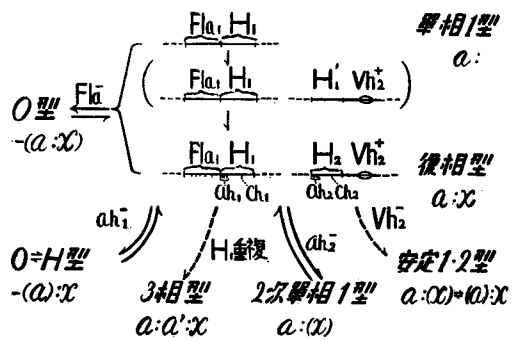 Fla₁ H₁ 單相1型
a:
Fla₁ H₁ H₁′ Vh₂⁺
O型 Fla⁻
-(a:x)
Fla₁ H₁ H₂ Vh₂⁺ 複相型
ah₁ ch₁ ah₂ ch₂ a:x
ah₁⁻ H₁重複 ah₂⁻ Vh₂⁻
O⇌H型 3相型 2次單相1型 安定1·2型
-(a):x a:a′:x a:(x) a:(x)⇌(a):x